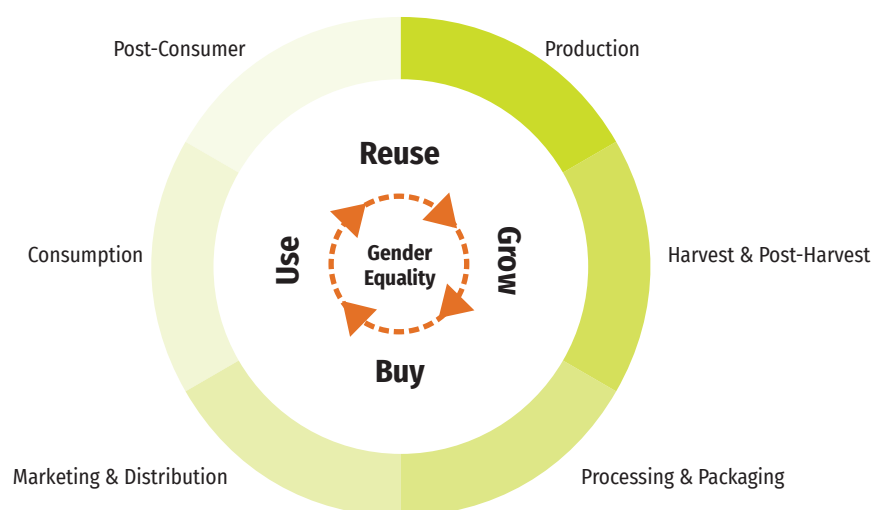 Post-Consumer
Production
Reuse
Consumption
Use
Gender
Equality
Grow
Harvest & Post-Harvest
Buy
Marketing & Distribution
Processing & Packaging